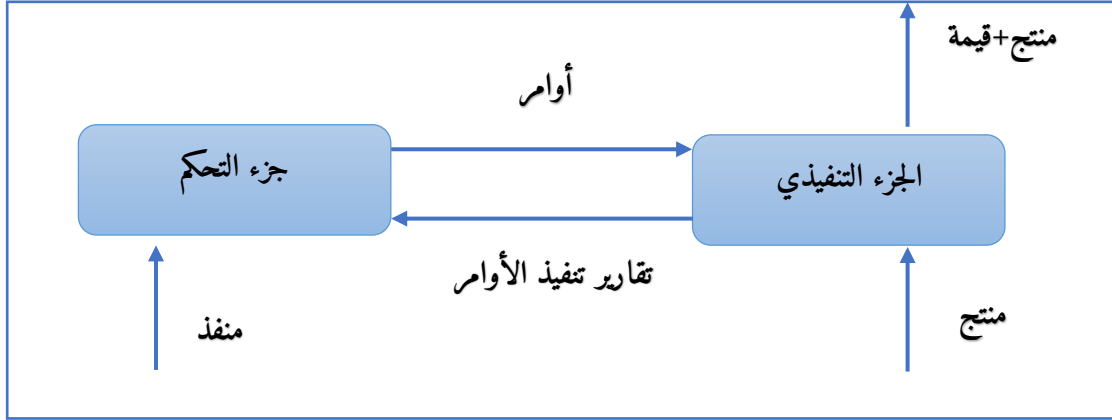 منتج+قيمة
أوامر
الجزء التنفيذي
جزء التحكم
تقارير تنفيذ الأوامر
منتج
منفذ